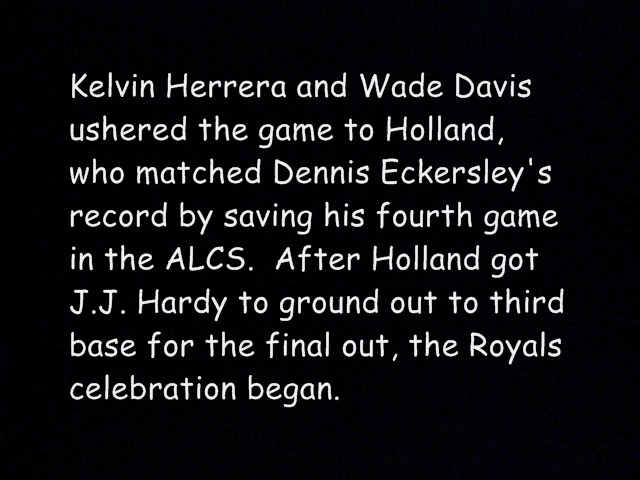 Kelvin Herrera and Wade Davis
ushered the game to Holland,
who matched Dennis Eckersley's
record by saving his fourth game
in the ALCS.  After Holland got
J.J. Hardy to ground out to third
base for the final out, the Royals
celebration began.